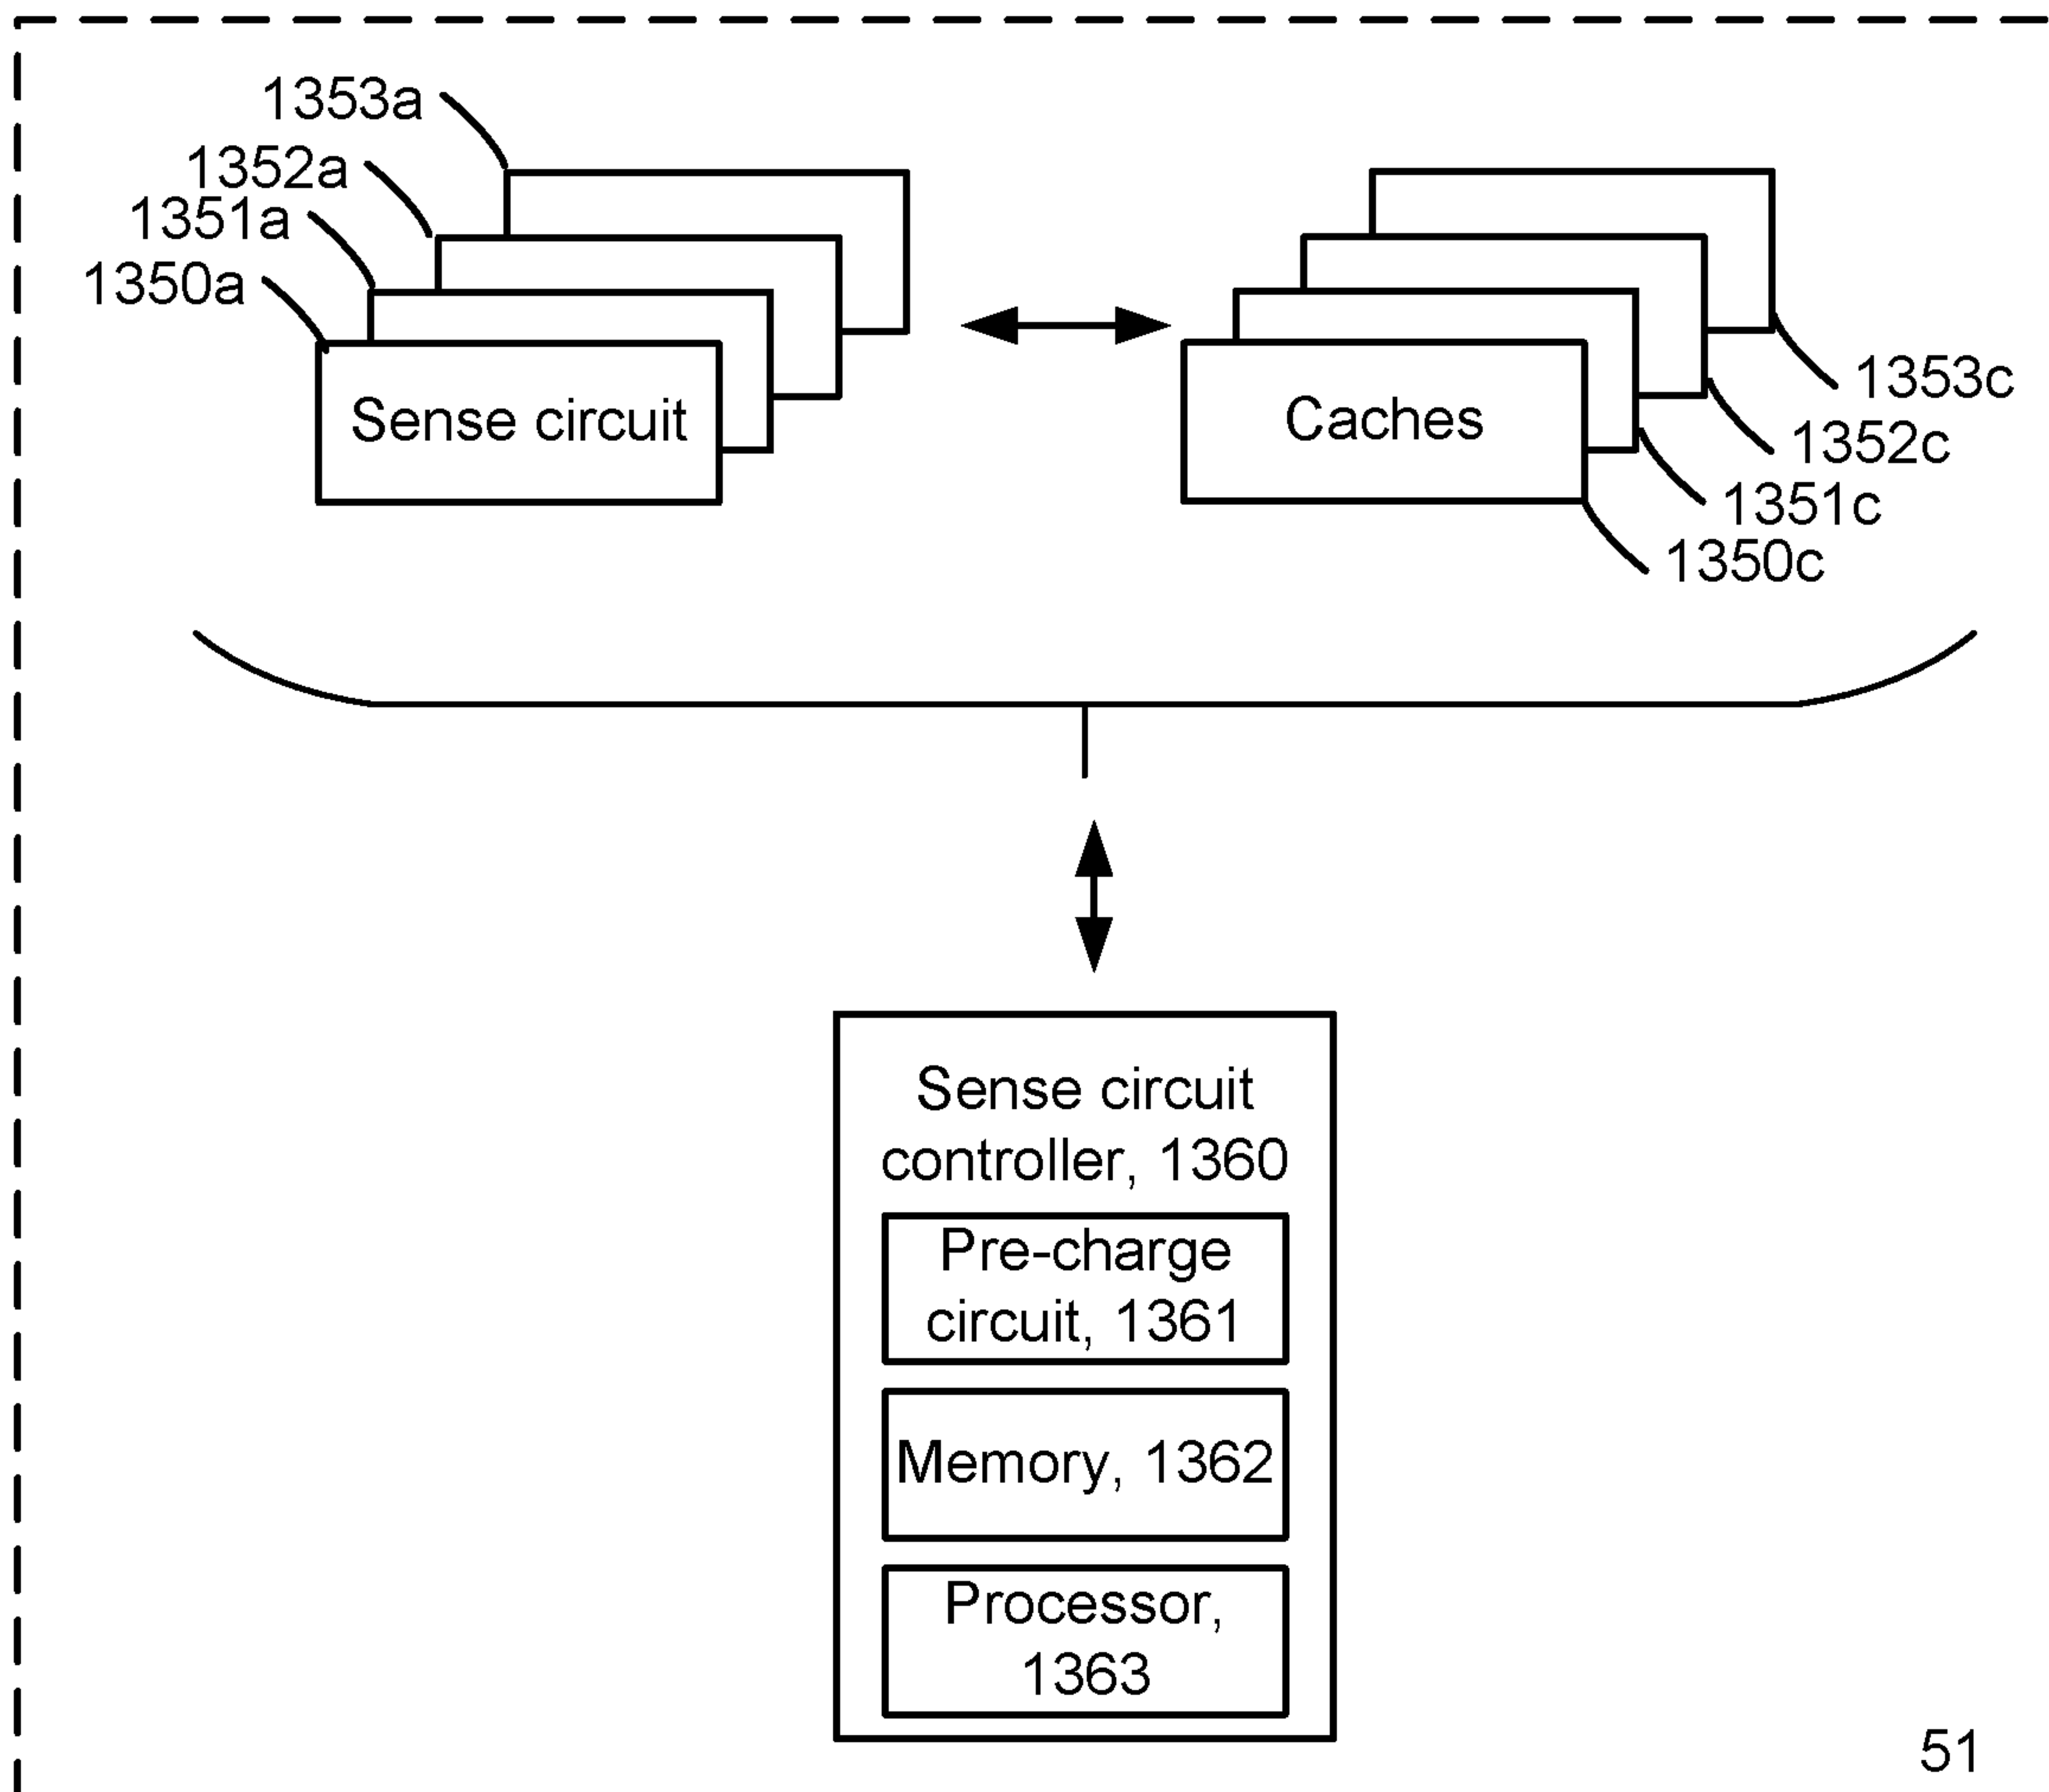 1353a
1352a
1351a
1350a
Sense circuit
Caches
1353c
1352c
1351c
1350c
Sense circuit
controller, 1360
Pre-charge
circuit, 1361
Memory, 1362
Processor,
1363
51